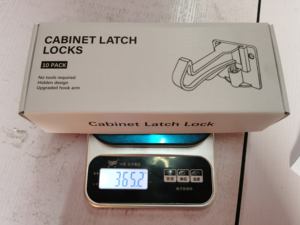 CABINET LATCH
LOCKS
10 PACK
No tools required
Hidden design
Upgraded hook arm
Cabinet Latch Lock
365.2